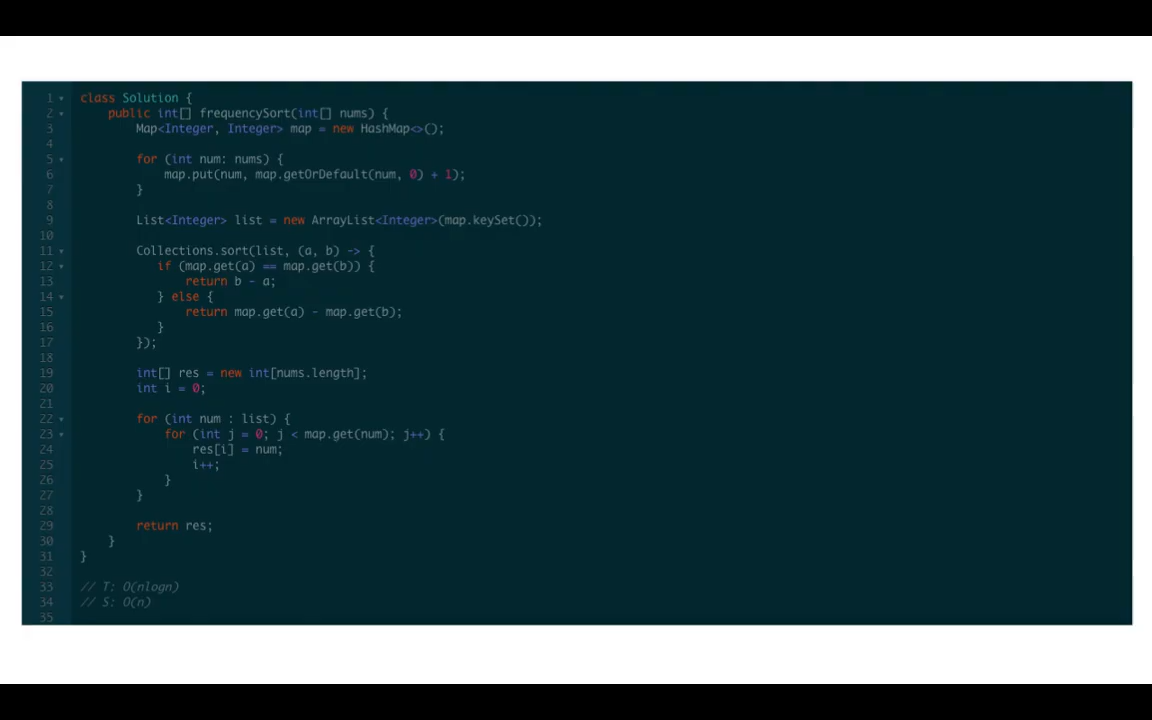 1 class Solution {
2 public int[] frequencySort(int[] nums) {
3 Map<Integer, Integer> map = new HashMap<>();
4
5 for (int num: nums) {
6 map.put(num, map.getOrDefault(num, 0) + 1);
7 }
8
9 List<Integer> list = new ArrayList<Integer>(map.keySet());
10
11 Collections.sort(list, (a, b) -> {
12 if (map.get(a) == map.get(b)) {
13 return b - a;
14 } else {
15 return map.get(a) - map.get(b);
16 }
17 });
18
19 int[] res = new int[nums.length];
20 int i = 0;
21
22 for (int num : list) {
23 for (int j = 0; j < map.get(num); j++) {
24 res[i] = num;
25 i++;
26 }
27 }
28
29 return res;
30 }
31 }
32
33 // T: O(nlogn)
34 // S: O(n)
35